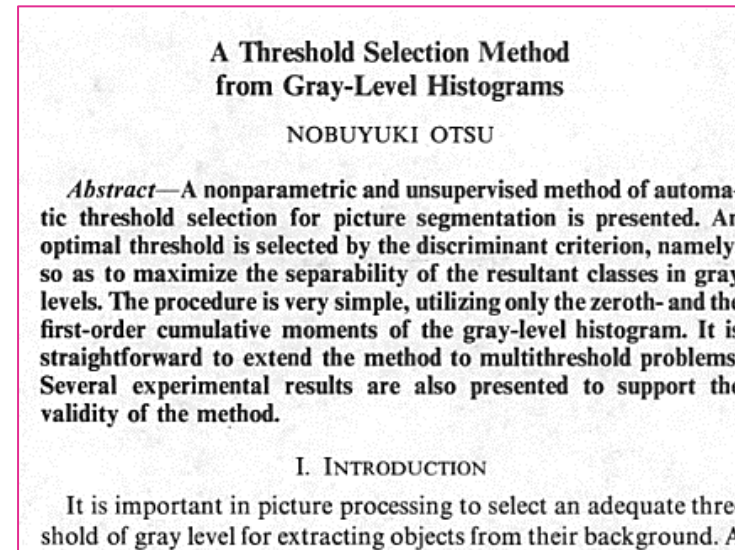 A Threshold Selection Method
from Gray-Level Histograms
NOBUYUKI OTSU
Abstract—A nonparametric and unsupervised method of automa-
tic threshold selection for picture segmentation is presented. An
optimal threshold is selected by the discriminant criterion, namely,
so as to maximize the separability of the resultant classes in gray
levels. The procedure is very simple, utilizing only the zeroth- and the
first-order cumulative moments of the gray-level histogram. It is
straightforward to extend the method to multithreshold problems.
Several experimental results are also presented to support the
validity of the method.
I. INTRODUCTION
It is important in picture processing to select an adequate thre-
shold of gray level for extracting objects from their background. A